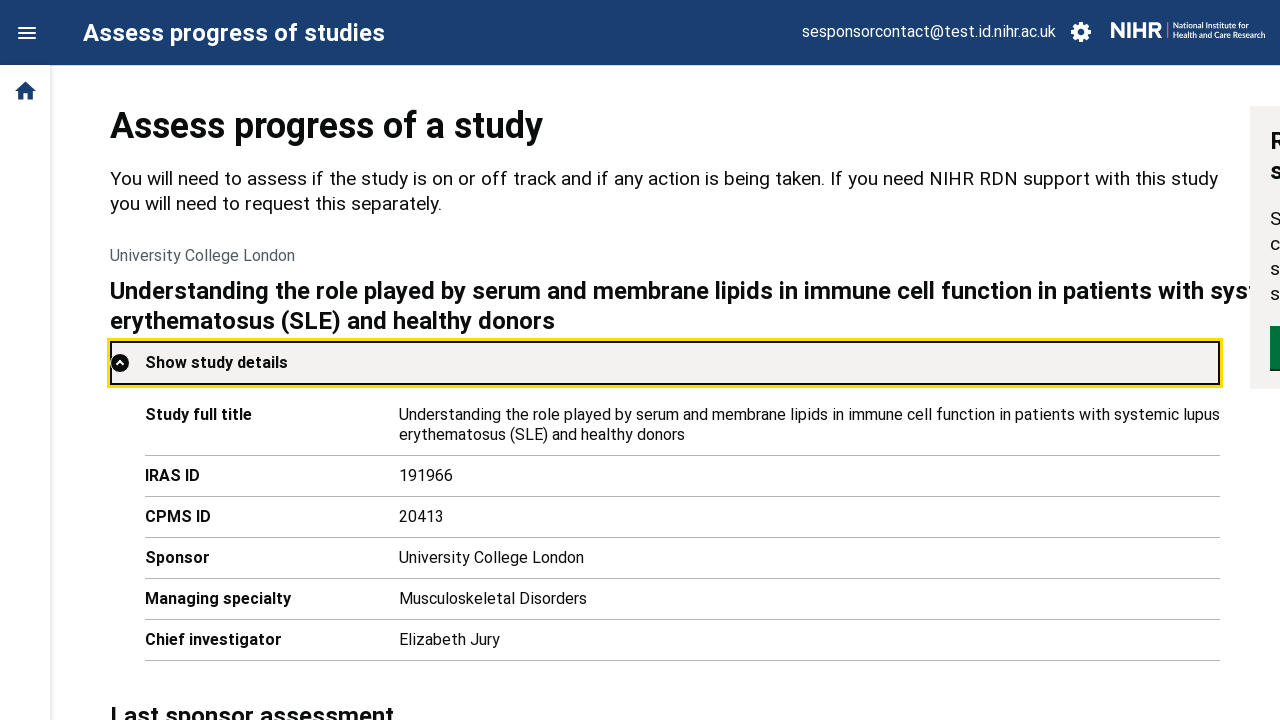 Assess progress of studies
sesponsorcontact@test.id.nihr.ac.uk
NIHR | National Institute for
Health and Care Research
Assess progress of a study
You will need to assess if the study is on or off track and if any action is being taken. If you need NIHR RDN support with this study
you will need to request this separately.
University College London
Understanding the role played by serum and membrane lipids in immune cell function in patients with syst
erythematosus (SLE) and healthy donors
Show study details
Study full title
Understanding the role played by serum and membrane lipids in immune cell function in patients with systemic lupus
erythematosus (SLE) and healthy donors
IRAS ID
191966
CPMS ID
20413
Sponsor
University College London
Managing specialty
Musculoskeletal Disorders
Chief investigator
Elizabeth Jury
Last sponsor assessment